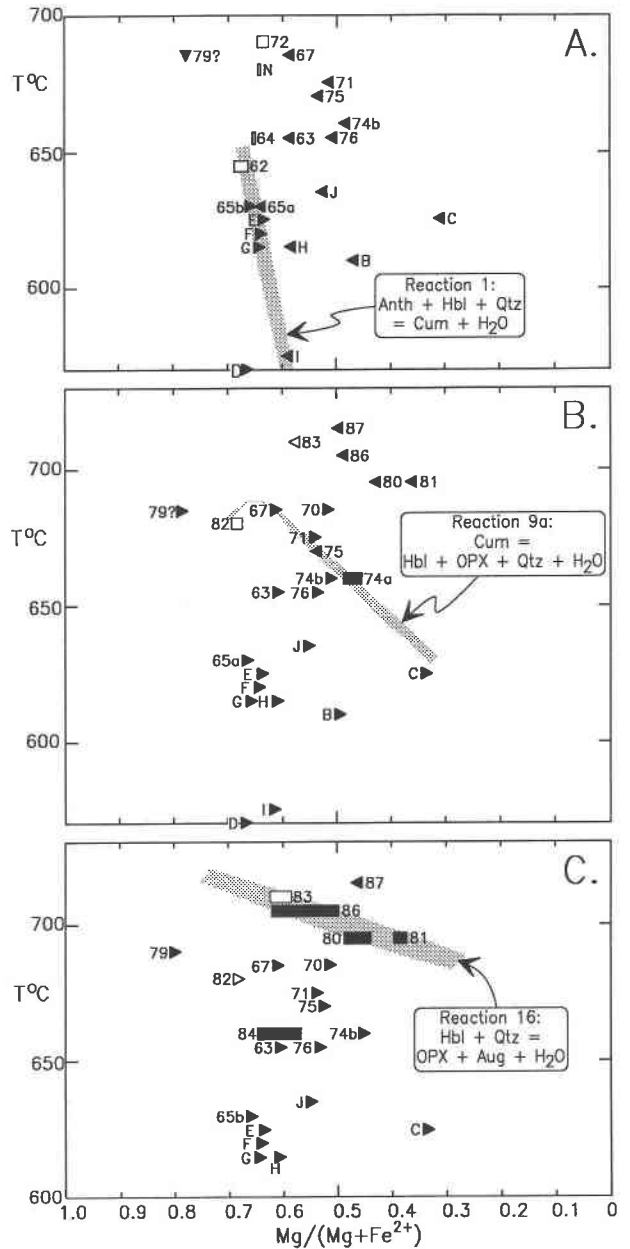 700
T°C
650
600
A.
72
79?
67
N
71
75
74b
64
63
76
62
65b
65a
J
E
C
F
G
H
B
I
D
Reaction 1:
Anth + Hbl + Qtz
= Cum + H2O
700
T°C
650
600
B.
87
83
86
80
81
79?
67
70
82
71
75
74b
74a
63
76
J
65a
E
C
F
G
H
B
I
D
Reaction 9a:
Cum =
Hbl + OPX + Qtz + H2O
700
T°C
650
600
C.
87
83
86
80
81
79
67
70
82
71
75
84
74b
63
76
J
65b
E
C
F
G
H
Reaction 16:
Hbl + Qtz =
OPX + Aug + H2O
1.0 0.9 0.8 0.7 0.6 0.5 0.4 0.3 0.2 0.1 0
Mg/(Mg+Fe2+)